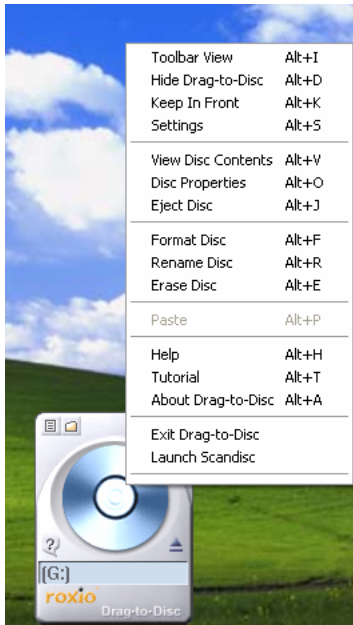 Toolbar View Alt+I
Hide Drag-to-Disc Alt+D
Keep In Front Alt+K
Settings Alt+S
View Disc Contents Alt+V
Disc Properties Alt+O
Eject Disc Alt+J
Format Disc Alt+F
Rename Disc Alt+R
Erase Disc Alt+E
Paste Alt+P
Help Alt+H
Tutorial Alt+T
About Drag-to-Disc Alt+A
Exit Drag-to-Disc
Launch Scandisc
?
(G:)
roxio
Drag-to-Disc